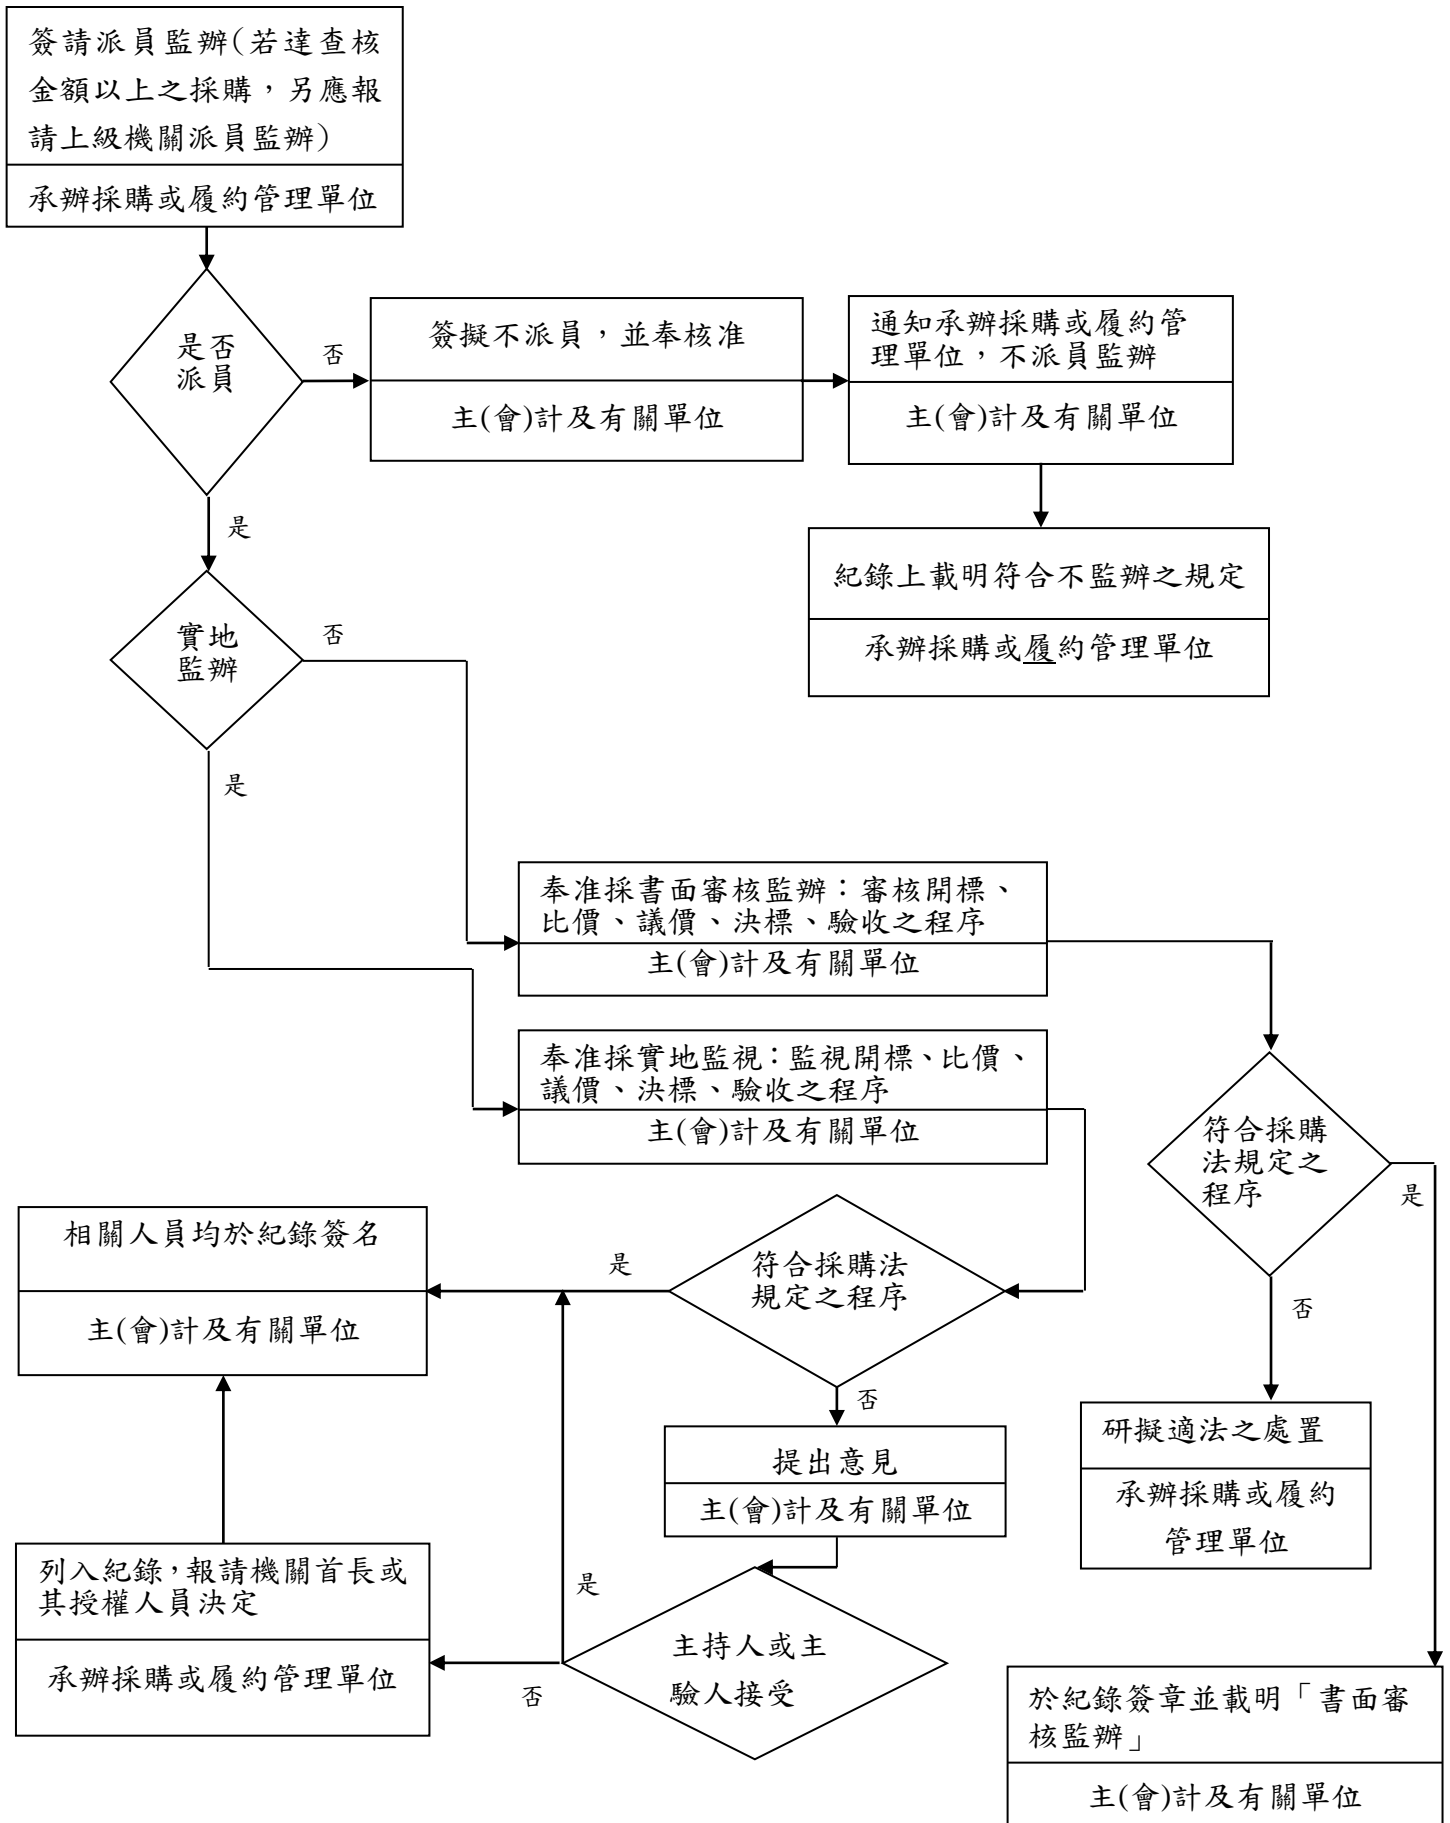 簽請派員監辦(若達查核
金額以上之採購，另應報
請上級機關派員監辦)
承辦採購或履約管理單位
是否
派員
否
簽擬不派員，並奉核准
主(會)計及有關單位
通知承辦採購或履約管
理單位，不派員監辦
主(會)計及有關單位
是
紀錄上載明符合不監辦之規定
承辦採購或履約管理單位
實地
監辦
否
是
奉准採書面審核監辦：審核開標、
比價、議價、決標、驗收之程序
主(會)計及有關單位
奉准採實地監視：監視開標、比價、
議價、決標、驗收之程序
主(會)計及有關單位
符合採購
法規定之
程序
是
否
相關人員均於紀錄簽名
主(會)計及有關單位
是
符合採購法
規定之程序
否
提出意見
主(會)計及有關單位
研擬適法之處置
承辦採購或履約
管理單位
列入紀錄，報請機關首長或
其授權人員決定
承辦採購或履約管理單位
是
否
主持人或主
驗人接受
於紀錄簽章並載明「書面審
核監辦」
主(會)計及有關單位